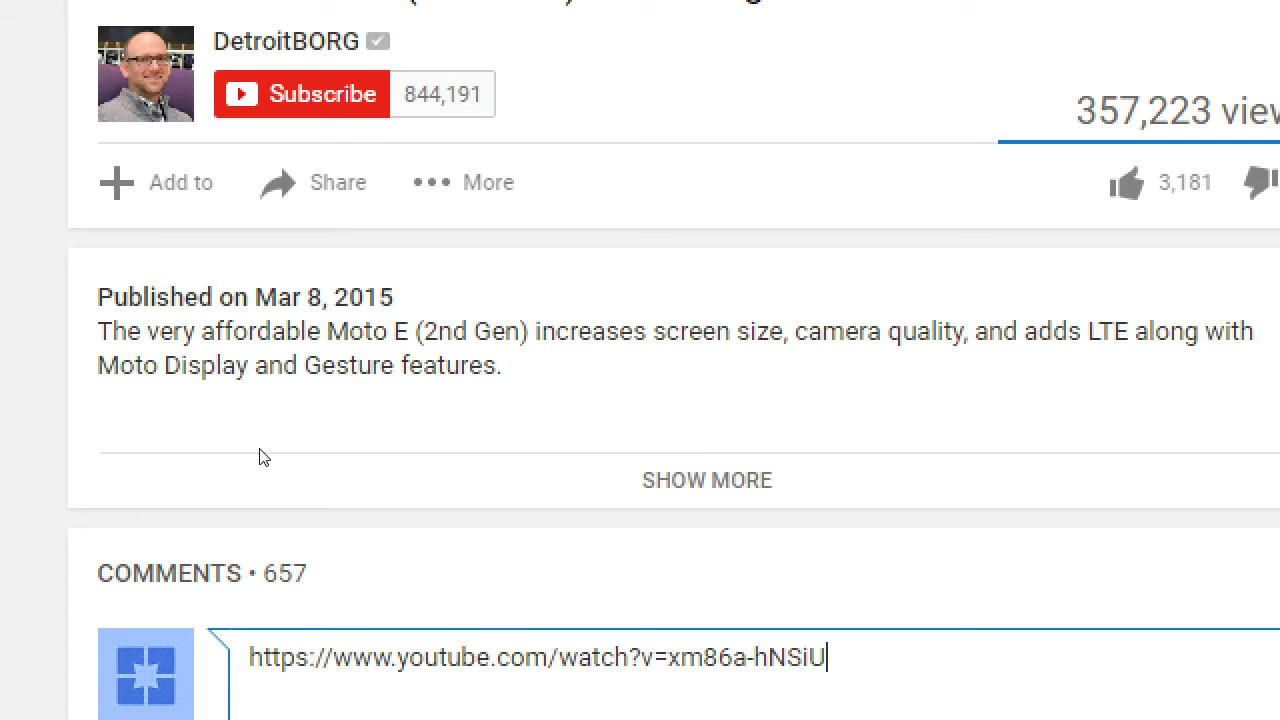 DetroitBORG
Subscribe 844,191
357,223
Add to Share More 3,181
Published on Mar 8, 2015
The very affordable Moto E (2nd Gen) increases screen size, camera quality, and adds LTE along with
Moto Display and Gesture features.
SHOW MORE
COMMENTS • 657
https://www.youtube.com/watch?v=xm86a-hNSiU